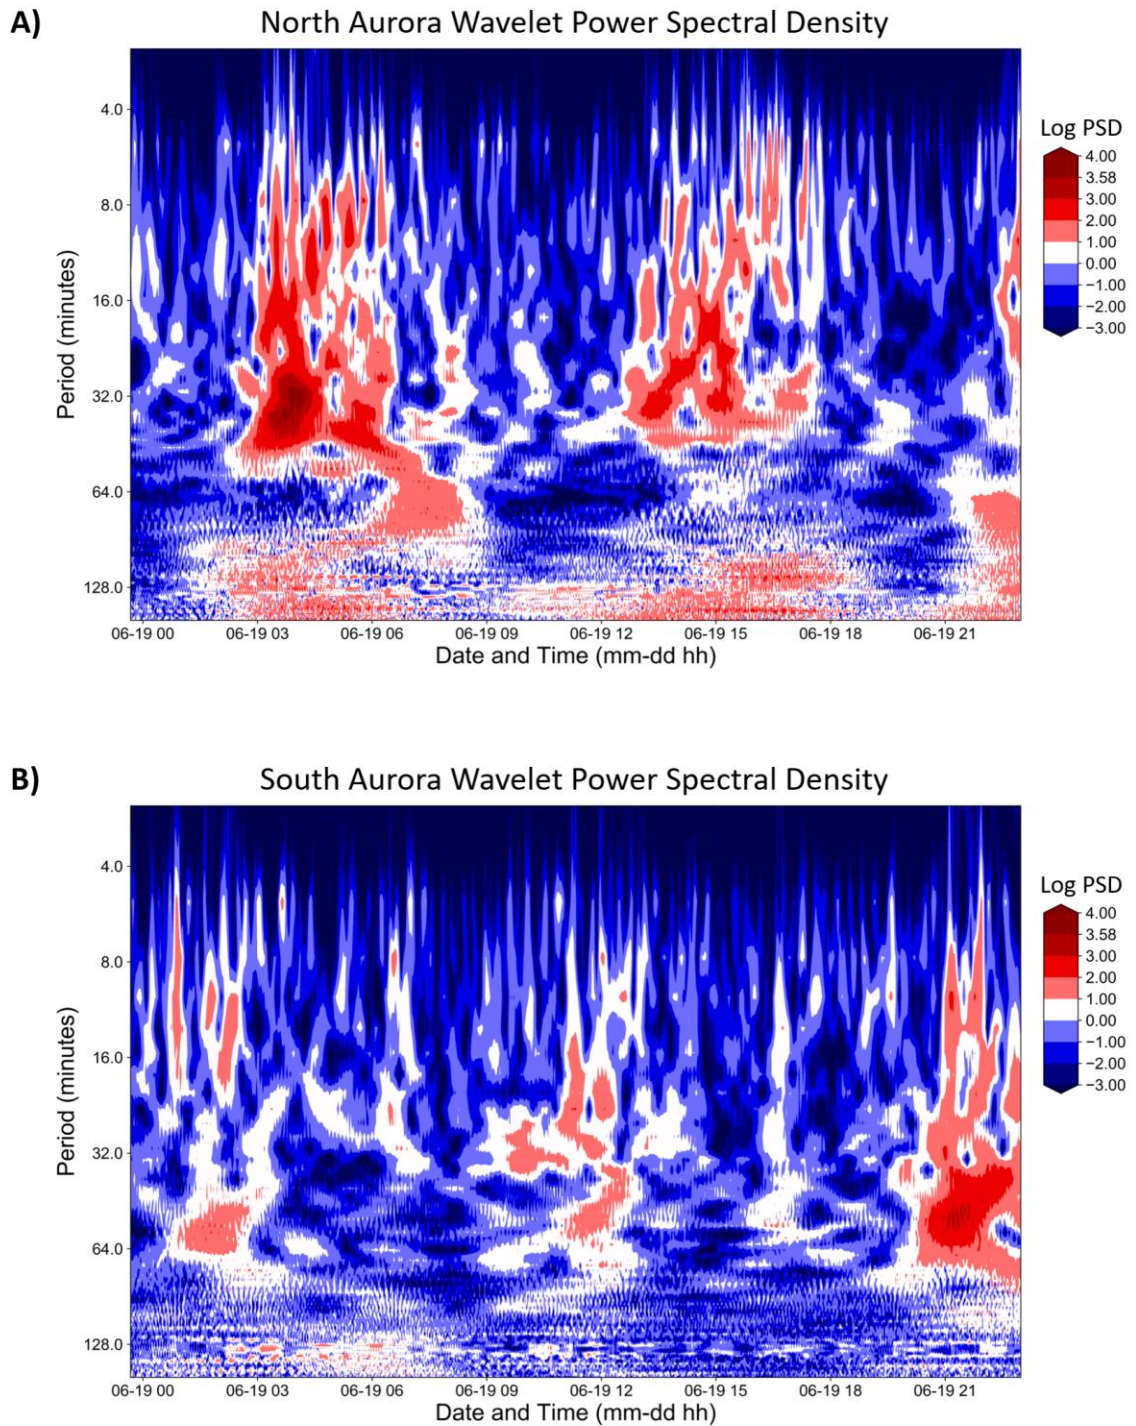 A)
North Aurora Wavelet Power Spectral Density
Period (minutes)
4.0
8.0
16.0
32.0
64.0
128.0
06-19 00 06-19 03 06-19 06 06-19 09 06-19 12 06-19 15 06-19 18 06-19 21
Date and Time (mm-dd hh)
Log PSD
4.00
3.58
3.00
2.00
1.00
0.00
−1.00
−2.00
−3.00
B)
South Aurora Wavelet Power Spectral Density
Period (minutes)
4.0
8.0
16.0
32.0
64.0
128.0
06-19 00 06-19 03 06-19 06 06-19 09 06-19 12 06-19 15 06-19 18 06-19 21
Date and Time (mm-dd hh)
Log PSD
4.00
3.58
3.00
2.00
1.00
0.00
−1.00
−2.00
−3.00